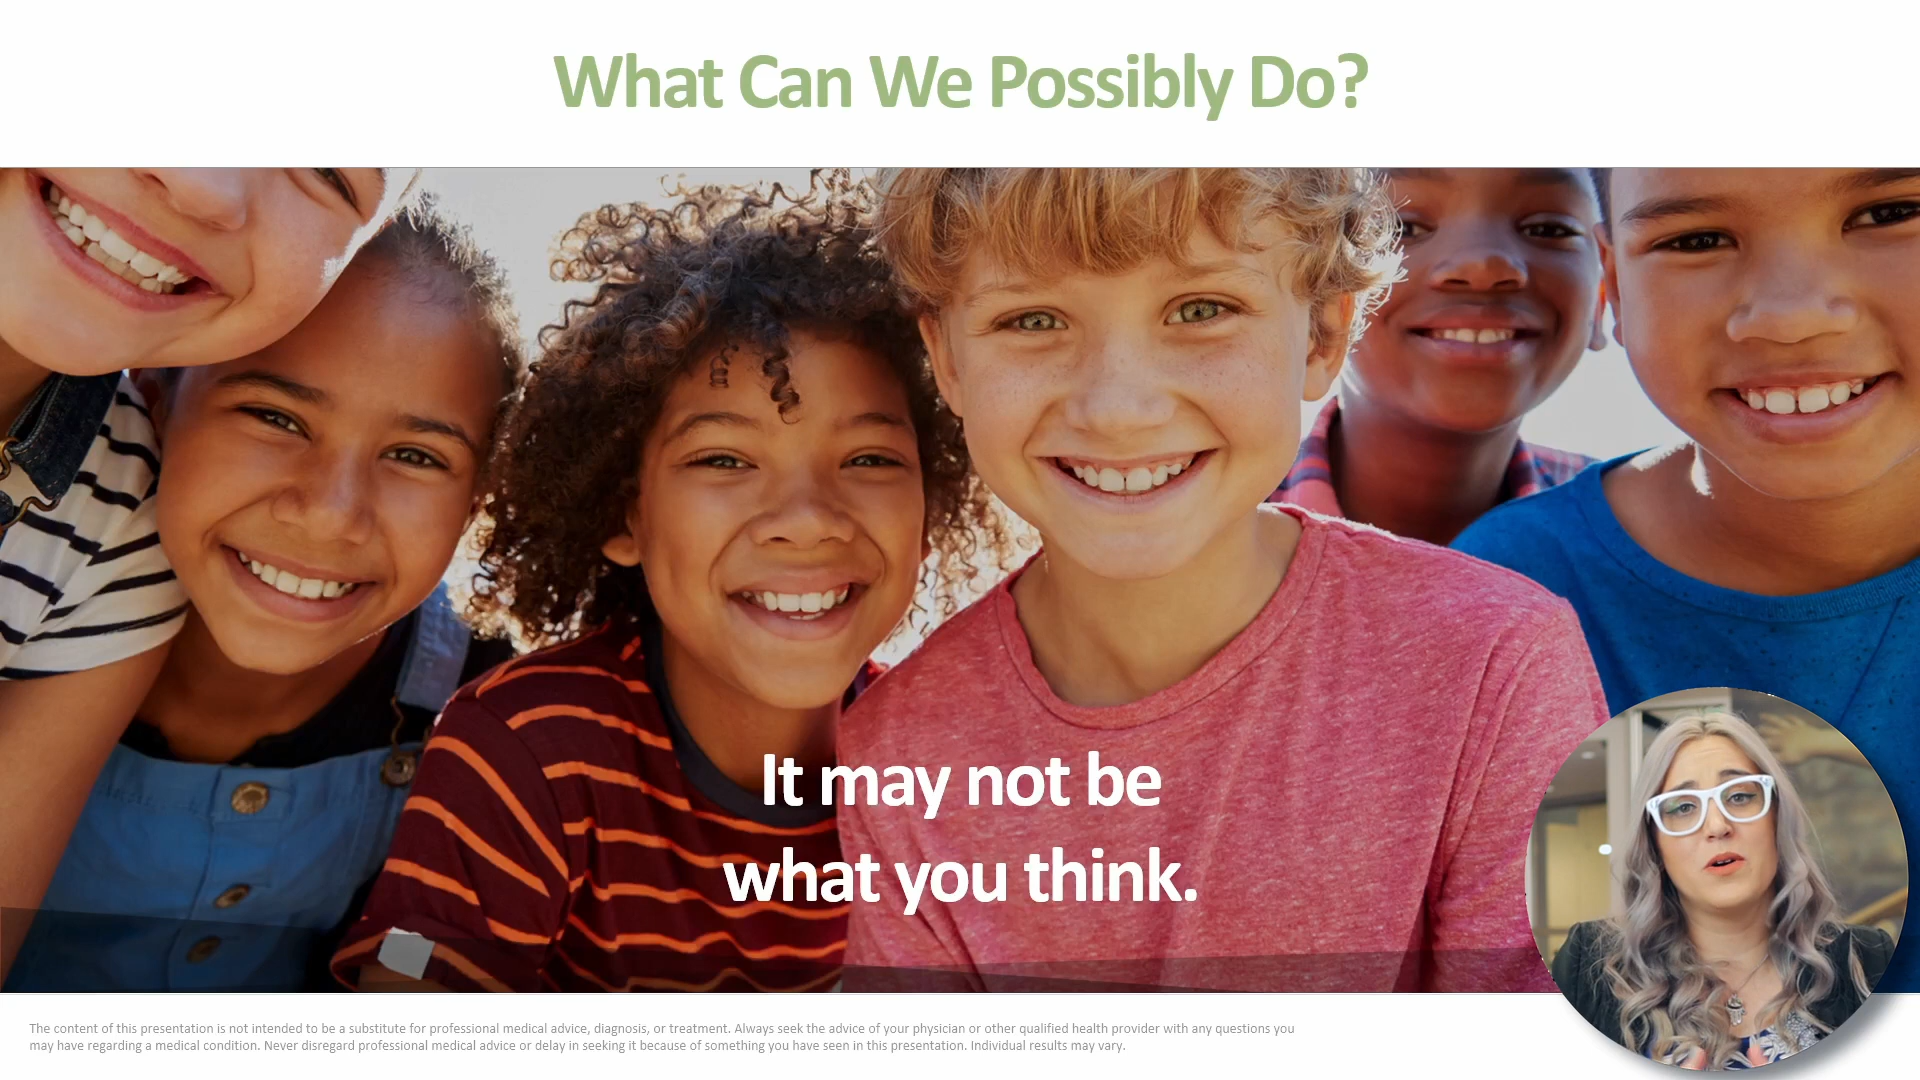 What Can We Possibly Do?
It may not be
what you think.
The content of this presentation is not intended to be a substitute for professional medical advice, diagnosis, or treatment. Always seek the advice of your physician or other qualified health provider with any questions you
may have regarding a medical condition. Never disregard professional medical advice or delay in seeking it because of something you have seen in this presentation. Individual results may vary.